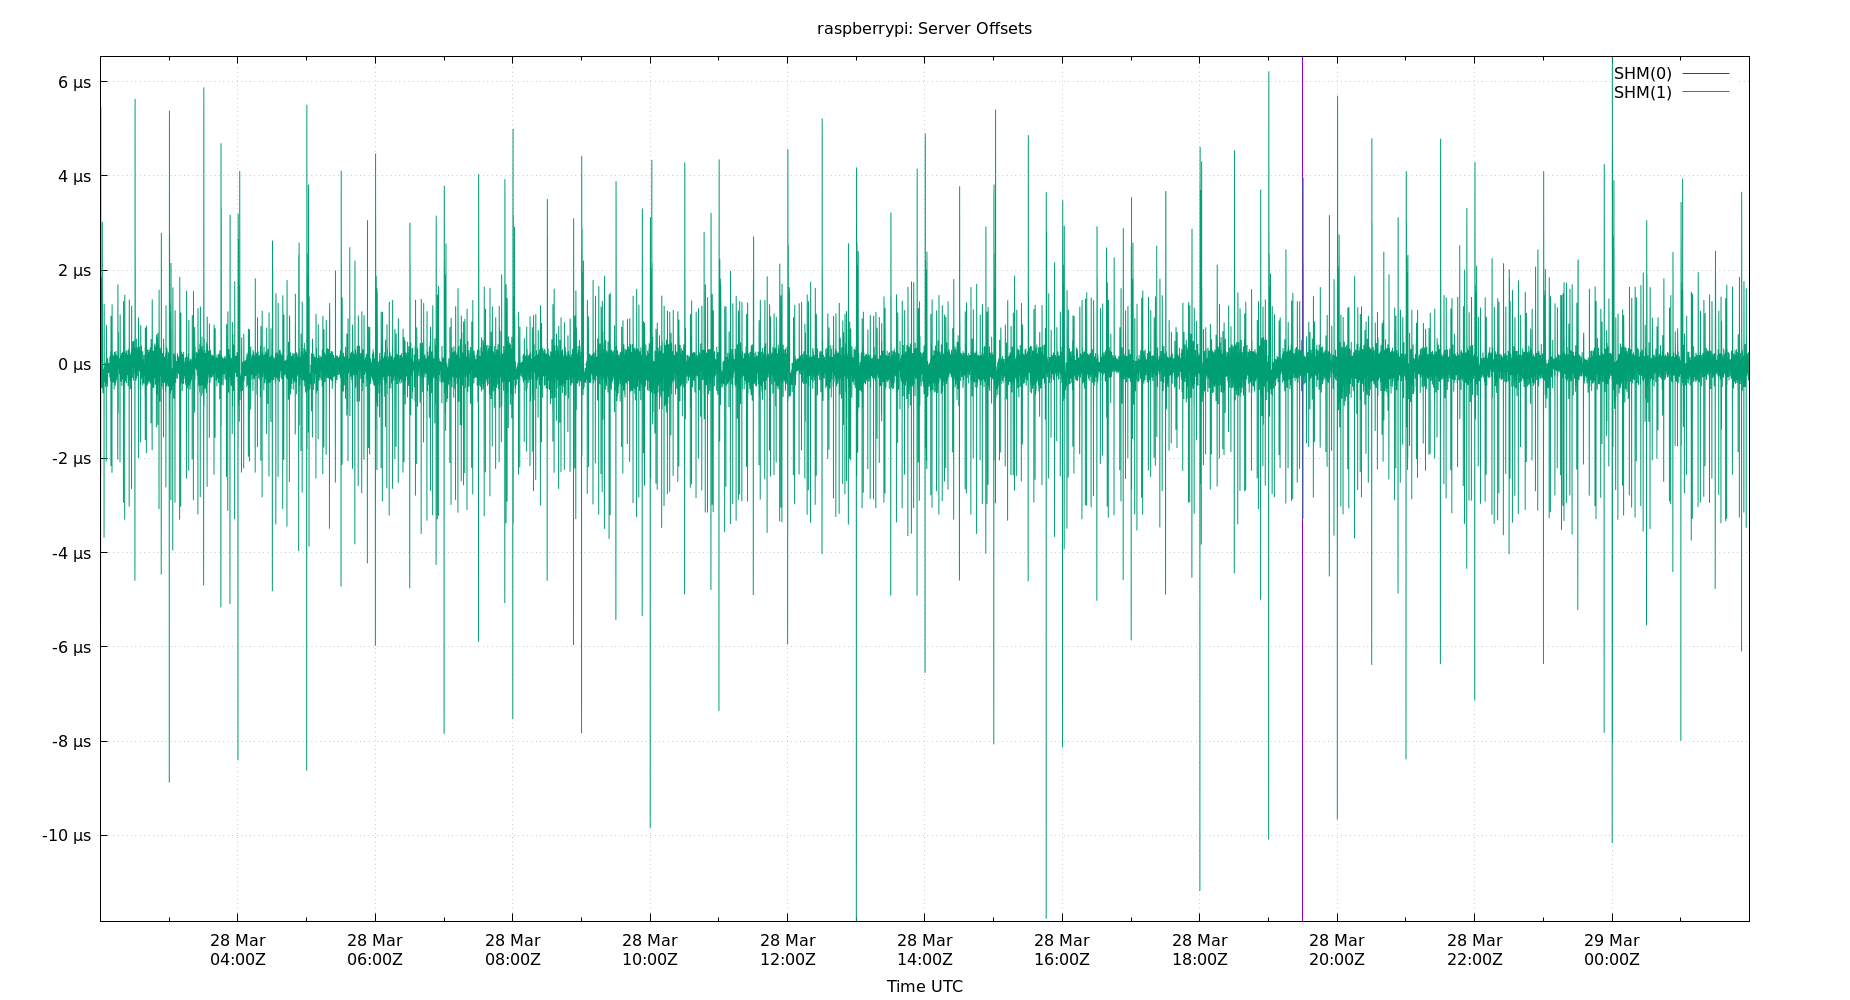 raspberrypi: Server Offsets
SHM(0)
SHM(1)
6 µs
4 µs
2 µs
0 µs
-2 µs
-4 µs
-6 µs
-8 µs
-10 µs
28 Mar 28 Mar 28 Mar 28 Mar 28 Mar 28 Mar 28 Mar 28 Mar 28 Mar 28 Mar 29 Mar
04:00Z 06:00Z 08:00Z 10:00Z 12:00Z 14:00Z 16:00Z 18:00Z 20:00Z 22:00Z 00:00Z
Time UTC